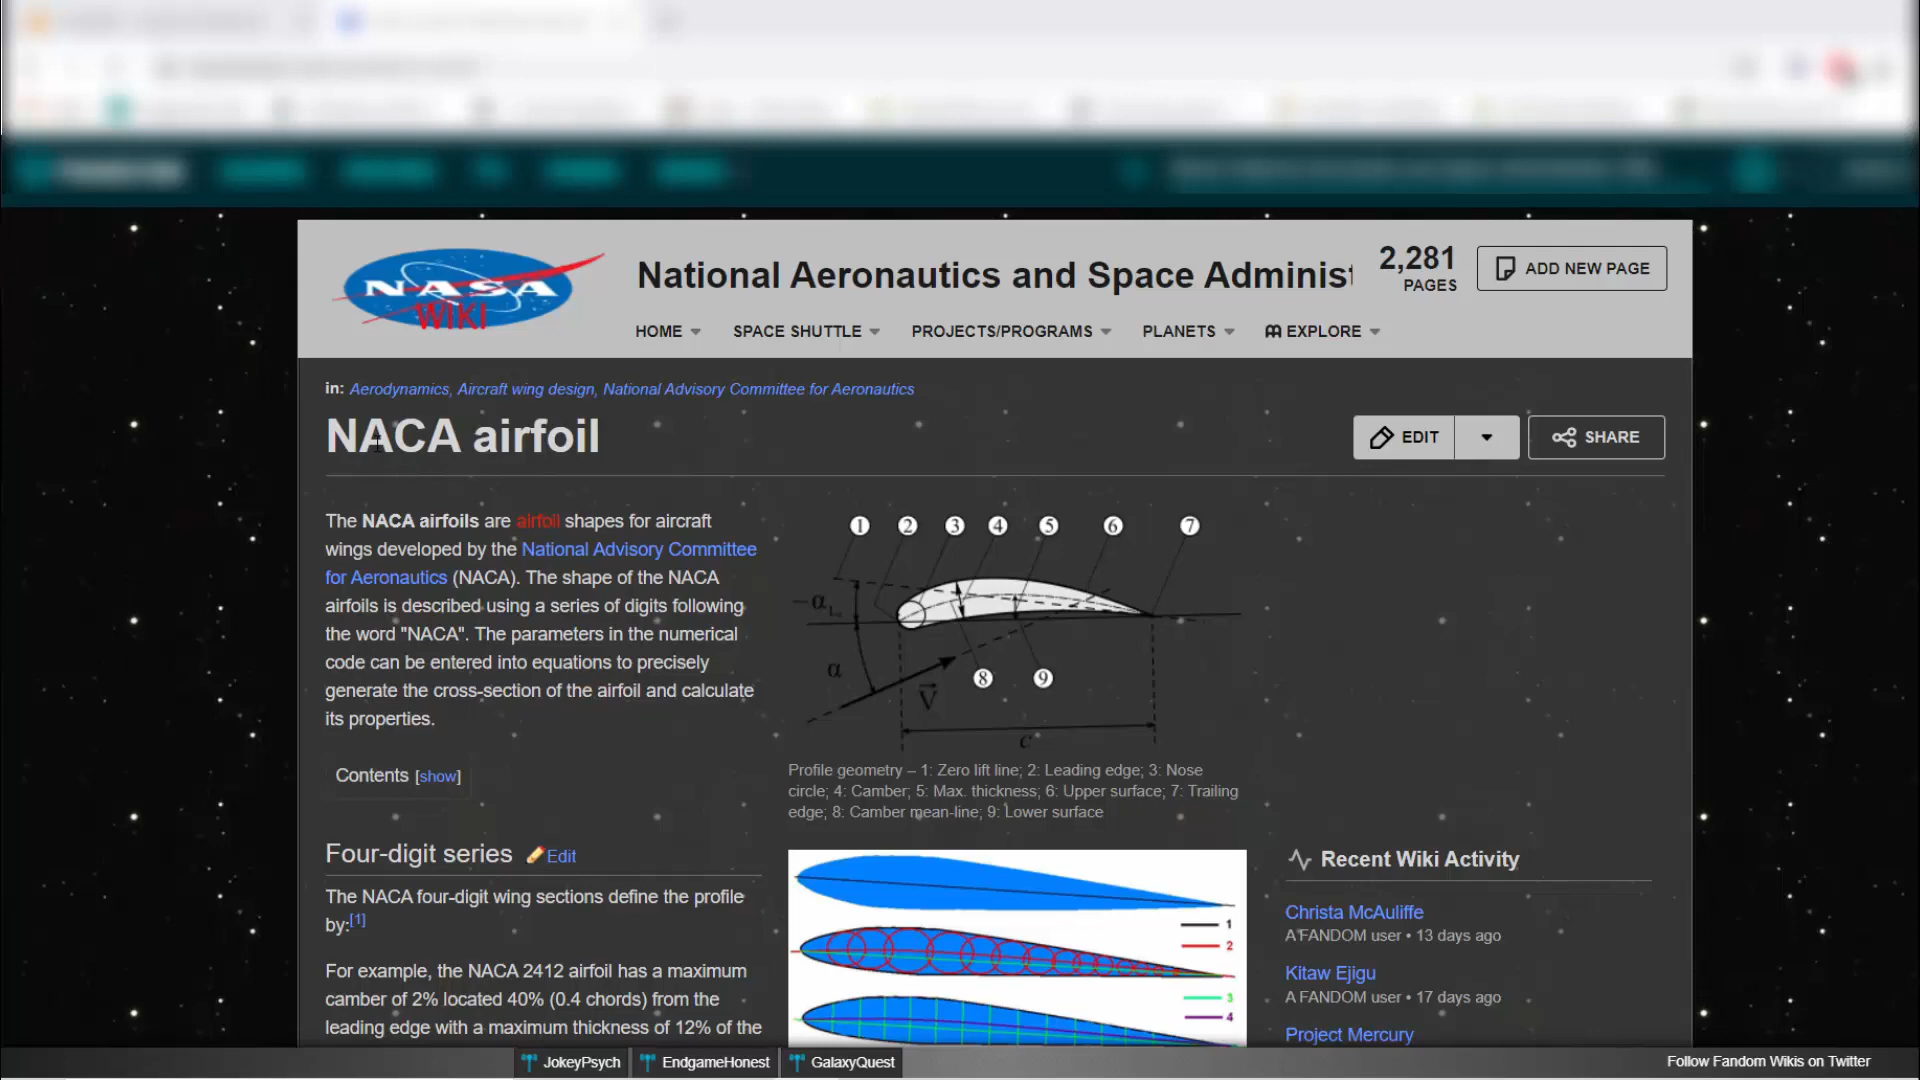 NASA
WIKI
National Aeronautics and Space Administ
2,281
PAGES
ADD NEW PAGE
HOME
SPACE SHUTTLE
PROJECTS/PROGRAMS
PLANETS
EXPLORE
in: Aerodynamics, Aircraft wing design, National Advisory Committee for Aeronautics
NACA airfoil
EDIT
SHARE
The NACA airfoils are airfoil shapes for aircraft
wings developed by the National Advisory Committee
for Aeronautics (NACA). The shape of the NACA
airfoils is described using a series of digits following
the word "NACA". The parameters in the numerical
code can be entered into equations to precisely
generate the cross-section of the airfoil and calculate
its properties.
Contents [show]
Four-digit series Edit
The NACA four-digit wing sections define the profile
by:[1]
For example, the NACA 2412 airfoil has a maximum
camber of 2% located 40% (0.4 chords) from the
leading edge with a maximum thickness of 12% of the
1 2 3 4 5 6 7
α
V
8 9
c
Profile geometry – 1: Zero lift line; 2: Leading edge; 3: Nose
circle; 4: Camber; 5: Max. thickness; 6: Upper surface; 7: Trailing
edge; 8: Camber mean-line; 9: Lower surface
1
2
3
4
Recent Wiki Activity
Christa McAuliffe
A FANDOM user • 13 days ago
Kitaw Ejigu
A FANDOM user • 17 days ago
Project Mercury
JokeyPsych
EndgameHonest
GalaxyQuest
Follow Fandom Wikis on Twitter